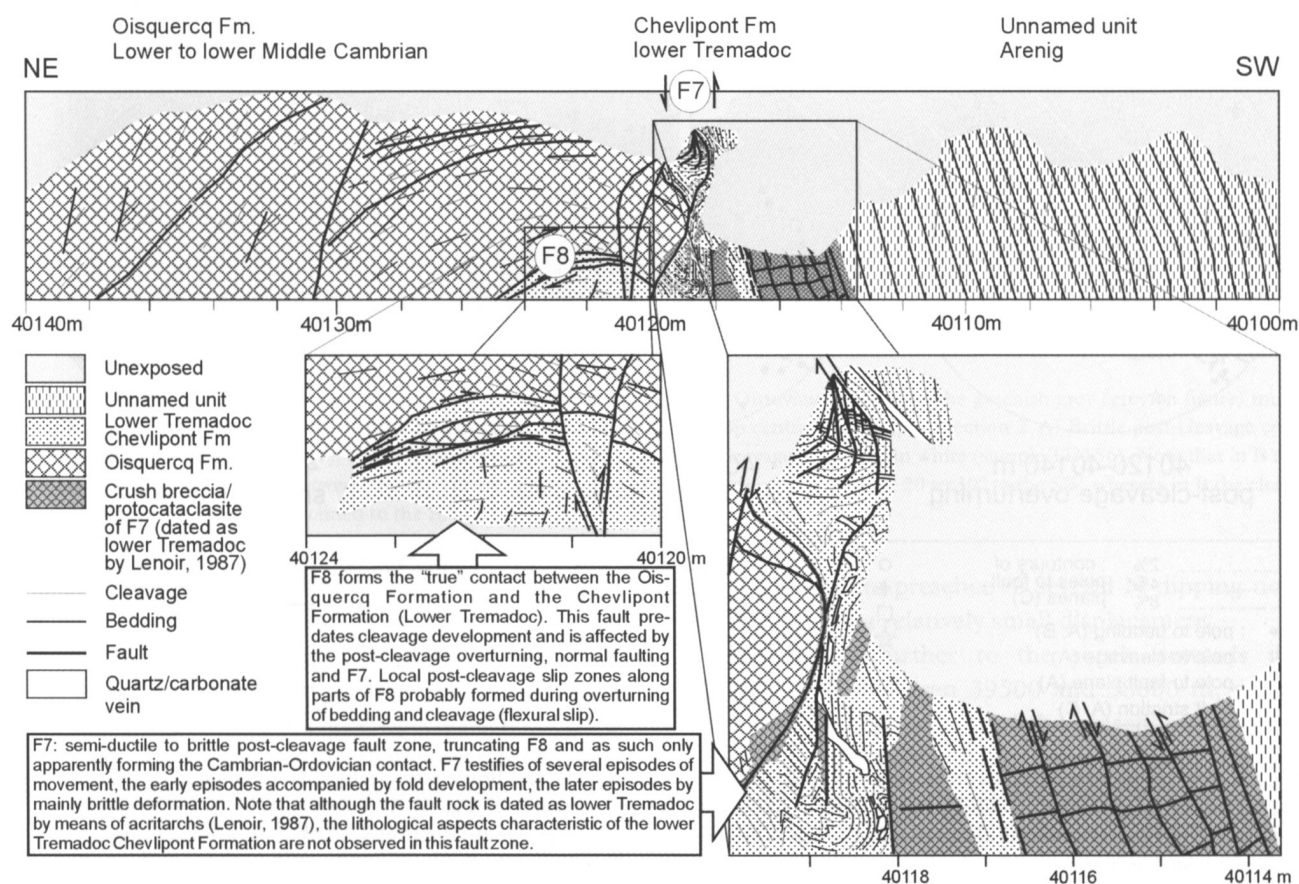 Oisquercq Fm.
Lower to lower Middle Cambrian
Chevlipont Fm
lower Tremadoc
Unnamed unit
Arenig
NE
SW
F7
F8
40140m
40130m
40120m
40110m
40100m
Unexposed
Unnamed unit
Lower Tremadoc
Chevlipont Fm
Oisquercq Fm.
Crush breccia/
protocataclasite
of F7 (dated as
lower Tremadoc
by Lenoir, 1987)
Cleavage
Bedding
Fault
Quartz/carbonate
vein
40124
40120 m
F8 forms the "true" contact between the Ois-
quercq Formation and the Chevlipont
Formation (Lower Tremadoc). This fault pre-
dates cleavage development and is affected by
the post-cleavage overturning, normal faulting
and F7. Local post-cleavage slip zones along
parts of F8 probably formed during overturning
of bedding and cleavage (flexural slip).
F7: semi-ductile to brittle post-cleavage fault zone, truncating F8 and as such only
apparently forming the Cambrian-Ordovician contact. F7 testifies of several episodes of
movement, the early episodes accompanied by fold development, the later episodes by
mainly brittle deformation. Note that although the fault rock is dated as lower Tremadoc
by means of acritarchs (Lenoir, 1987), the lithological aspects characteristic of the lower
Tremadoc Chevlipont Formation are not observed in this fault zone.
40118
40116
40114 m